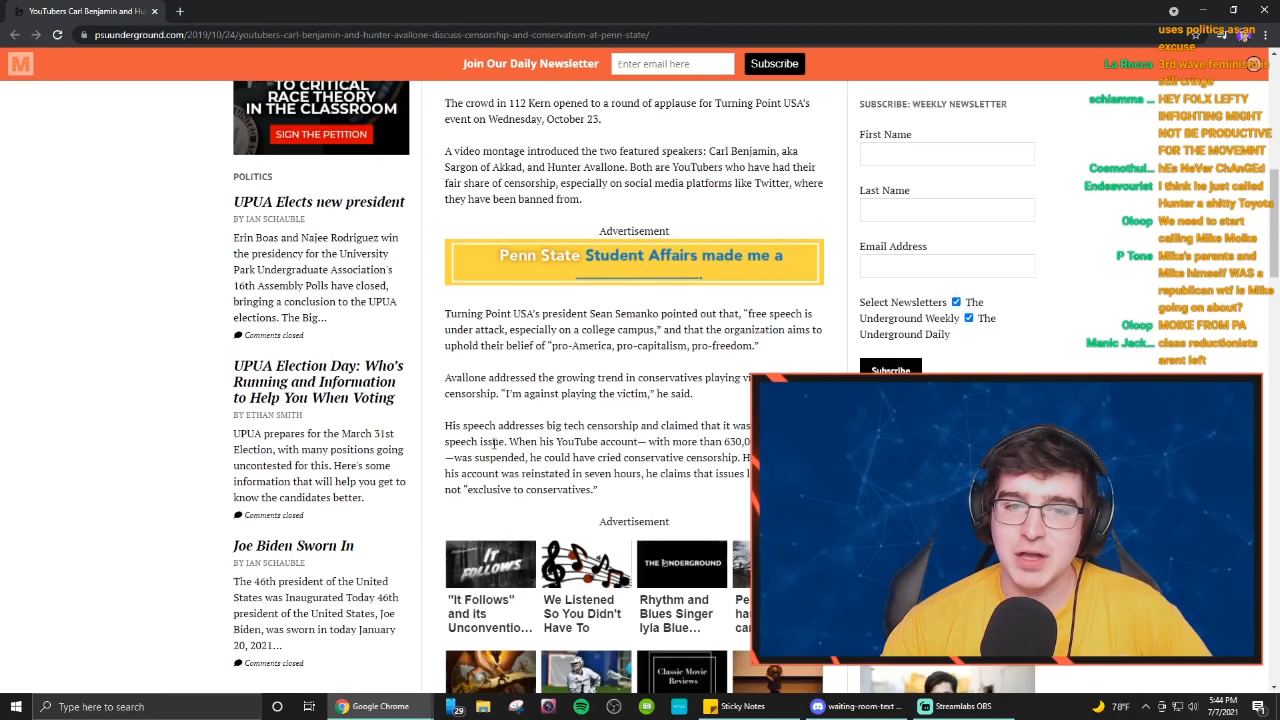 Carl Benjamin and Hu
psuunderground.com/2019/10/24/youtubers-carl-benjamin-and-hunter-avallone-discuss-censorship-and-conservatism-at-penn-state/
M
Join Our Daily Newsletter
Enter email here
Subscribe
TO CRITICAL
RACE THEORY
IN THE CLASSROOM
SIGN THE PETITION
POLITICS
UPUA Elects new president
BY IAN SCHAUBLE
Erin Boas and Najee Rodriguez win
the presidency for the University
Park Undergraduate Association's
16th Assembly Polls have closed,
bringing a conclusion to the UPUA
elections. The Big...
Comments closed
UPUA Election Day: Who's
Running and Information
to Help You When Voting
BY ETHAN SMITH
UPUA prepares for the March 31st
Election, with many positions going
uncontested for this. Here's some
information that will help you get to
know the candidates better.
Comments closed
Joe Biden Sworn In
BY IAN SCHAUBLE
The 46th president of the United
States was Inaugurated Today 46th
president of the United States, Joe
Biden, was sworn in today January
20, 2021...
Comments closed
The crowd in 112 Kern opened to a round of applause for Turning Point USA's
event on Wednesday, October 23.
A video montage introduced the two featured speakers: Carl Benjamin, aka
Sargon of Akkad, and Hunter Avallone. Both are YouTubers who have had their
fair share of censorship, especially on social media platforms like Twitter, where
they have been banned from.
Advertisement
Penn State Student Affairs made me a
Turning Point USA's president Sean Semanko pointed out that, "free speech is
under attack, especially on a college campus," and that the organization aims to
uphold their belief of "pro-America, pro-capitalism, pro-freedom."
Avallone addressed the growing trend in conservatives playing vi
censorship. "I'm against playing the victim," he said.
His speech addresses big tech censorship and claimed that it was
speech issue. When his YouTube account— with more than 630,0
—was suspended, he could have cried conservative censorship. H
his account was reinstated in seven hours, he claims that issues l
not "exclusive to conservatives."
Advertisement
IT FOLLOWS
THE UNDERGROUND
"It Follows"
and its
Unconventio...
We Listened
So You Didn't
Have To
Rhythm and
Blues Singer
Iyla Blue...
Pe
ha
car
Classic Movie
Reviews
SUBSCRIBE: WEEKLY NEWSLETTER
First Name
Last Name
Email Address
Select Newsletters The
Underground Weekly The
Underground Daily
Subscribe
uses politics as an
excuse
La Rocca 3rd wave feminism is
still cringe
schlamma ... HEY FOLX LEFTY
INFIGHTING MIGHT
NOT BE PRODUCTIVE
FOR THE MOVEMNT
Cosmothul... hEs NeVer ChAnGEd
Endeavourist I think he just called
Hunter a shitty Toyota
Oloop We need to start
calling Mike Moike
P Tone Mike's parents and
Mike himself WAS a
republican wtf is Mike
going on about?
Oloop MOIKE FROM PA
Manic Jack... class reductionists
arent left
Type here to search
Google Chrome
29
Sticky Notes
waiting-room-text ...
Streamlabs OBS
78°F
5:44 PM
7/7/2021